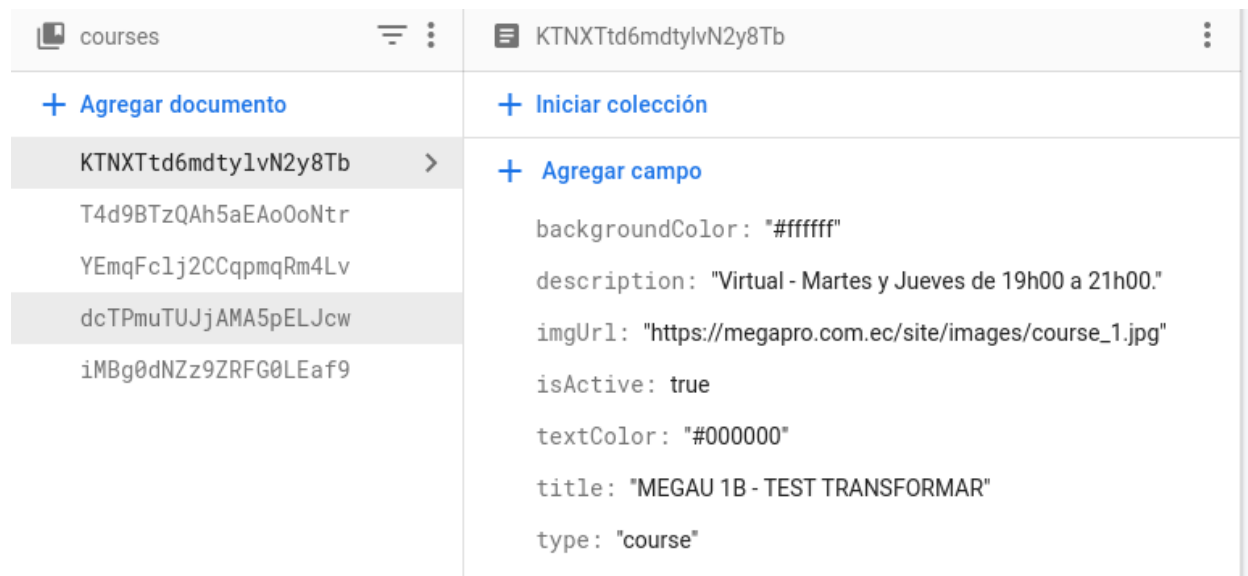 courses
KTNXTtd6mdtylvN2y8Tb
Agregar documento
Iniciar colección
KTNXTtd6mdtylvN2y8Tb
T4d9BTzQAh5aEAoOoNtr
YEmqFclj2CCqpmqRm4Lv
dcTPmuTUJjAMA5pELJcw
iMBg0dNZz9ZRFG0LEaf9
Agregar campo
backgroundColor: "#ffffff"
description: "Virtual - Martes y Jueves de 19h00 a 21h00."
imgUrl: "https://megapro.com.ec/site/images/course_1.jpg"
isActive: true
textColor: "#000000"
title: "MEGAU 1B - TEST TRANSFORMAR"
type: "course"